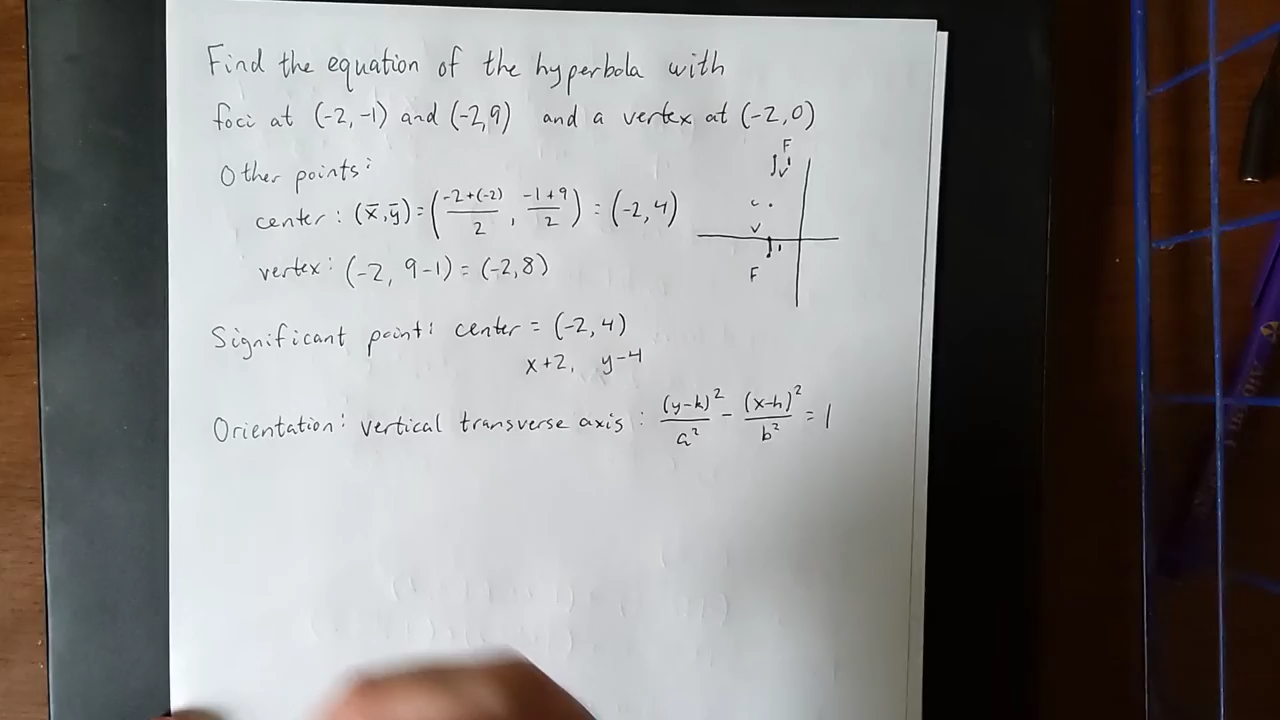 Find the equation of the hyperbola with
foci at (-2, -1) and (-2,9) and a vertex at (-2,0)
Other points:
center : (x̄,ȳ)=(-2+(-2)/2 , -1+9/2) = (-2,4)
vertex: (-2, 9-1) = (-2,8)
F
V
C
V
F
Significant point: center = (-2,4)
x+2, y-4
Orientation: vertical transverse axis : (y-k)²/a² - (x-h)²/b² = 1